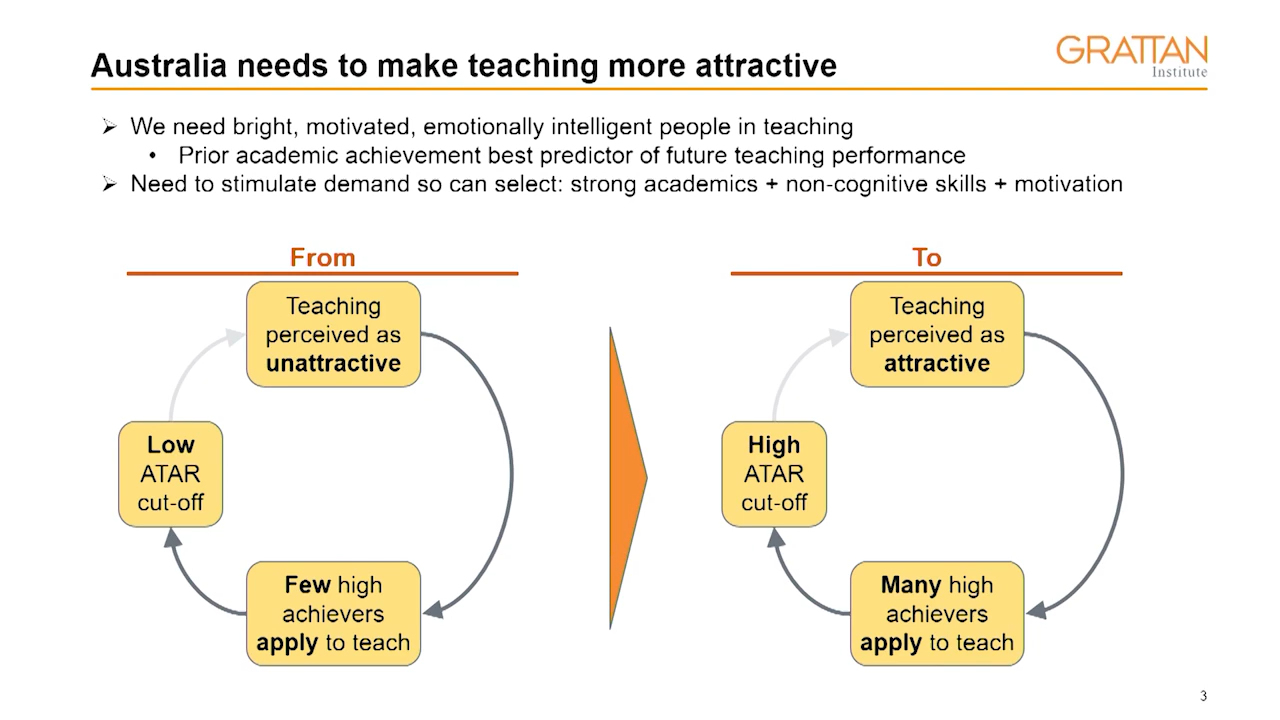 Australia needs to make teaching more attractive
GRATTAN
Institute
➢ We need bright, motivated, emotionally intelligent people in teaching
• Prior academic achievement best predictor of future teaching performance
➢ Need to stimulate demand so can select: strong academics + non-cognitive skills + motivation
From
Teaching
perceived as
unattractive
Low
ATAR
cut-off
Few high
achievers
apply to teach
To
Teaching
perceived as
attractive
High
ATAR
cut-off
Many high
achievers
apply to teach
3